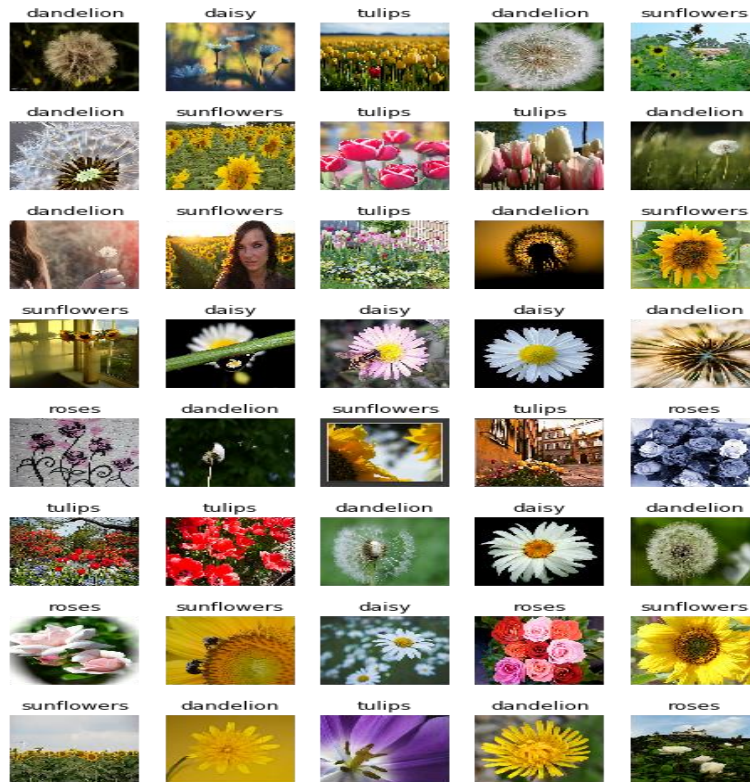 dandelion daisy tulips dandelion sunflowers
dandelion sunflowers tulips tulips dandelion
dandelion sunflowers tulips dandelion sunflowers
sunflowers daisy daisy daisy dandelion
roses dandelion sunflowers tulips roses
tulips tulips dandelion daisy dandelion
roses sunflowers daisy roses sunflowers
sunflowers dandelion tulips dandelion roses